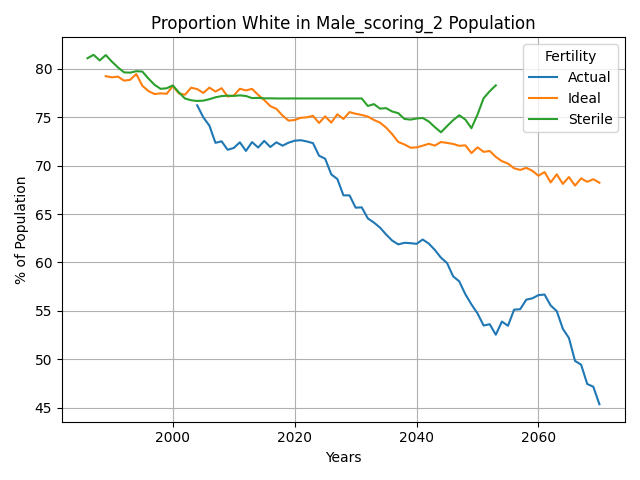 Proportion White in Male_scoring_2 Population
% of Population
80
75
70
65
60
55
50
45
2000
2020
2040
2060
Years
Fertility
Actual
Ideal
Sterile